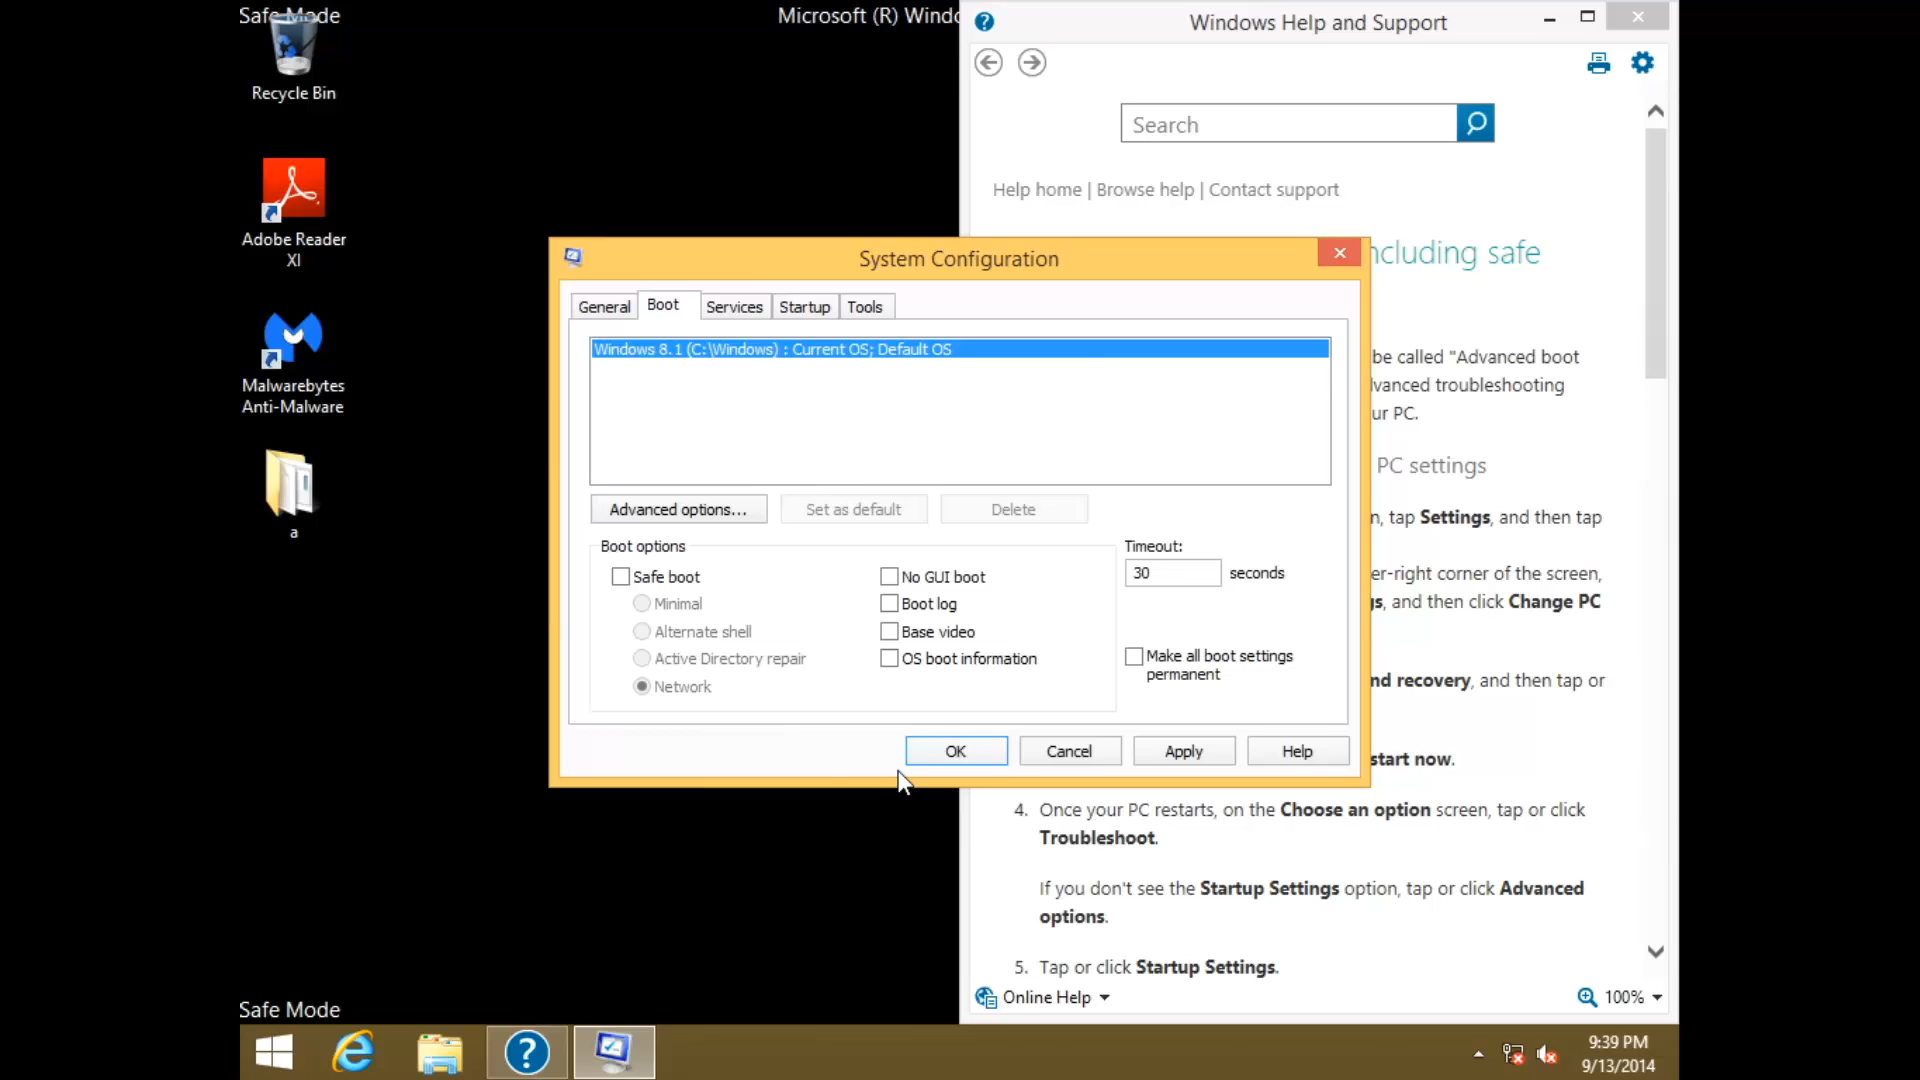 Safe Mode
Microsoft (R) Windo
Recycle Bin
Adobe Reader
XI
Malwarebytes
Anti-Malware
a
Safe Mode
Windows Help and Support
Search
Help home | Browse help | Contact support
ncluding safe
be called "Advanced boot
dvanced troubleshooting
ur PC.
PC settings
n, tap Settings, and then tap
er-right corner of the screen,
gs, and then click Change PC
nd recovery, and then tap or
start now.
4. Once your PC restarts, on the Choose an option screen, tap or click
Troubleshoot.
If you don't see the Startup Settings option, tap or click Advanced
options.
5. Tap or click Startup Settings.
Online Help
100%
System Configuration
General
Boot
Services
Startup
Tools
Windows 8.1 (C:\Windows) : Current OS; Default OS
Advanced options...
Set as default
Delete
Boot options
Safe boot
Minimal
Alternate shell
Active Directory repair
Network
No GUI boot
Boot log
Base video
OS boot information
Timeout:
30 seconds
Make all boot settings
permanent
OK
Cancel
Apply
Help
9:39 PM
9/13/2014